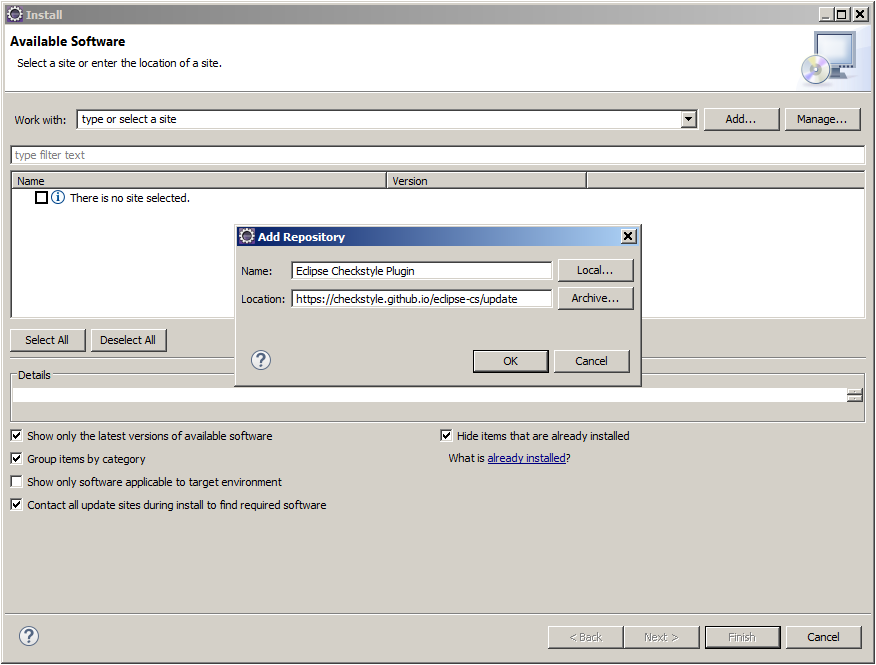 Install
Available Software
Select a site or enter the location of a site.
Work with: type or select a site Add... Manage...
type filter text
Name Version
There is no site selected.
Add Repository
Name: Eclipse Checkstyle Plugin Local...
Location: https://checkstyle.github.io/eclipse-cs/update Archive...
OK Cancel
Select All Deselect All
Details
Show only the latest versions of available software Hide items that are already installed
Group items by category What is already installed?
Show only software applicable to target environment
Contact all update sites during install to find required software
< Back Next > Finish Cancel